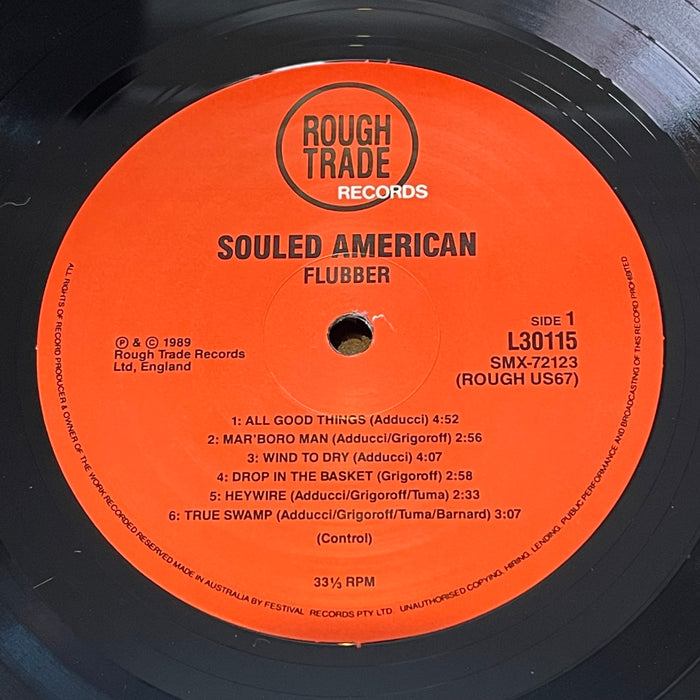 ROUGH
TRADE
RECORDS
SOULED AMERICAN
FLUBBER
SIDE 1
L30115
SMX-72123
(ROUGH US67)
℗ & © 1989
Rough Trade Records
Ltd, England
1: ALL GOOD THINGS (Adducci) 4:52
2: MAR'BORO MAN (Adducci/Grigoroff) 2:56
3: WIND TO DRY (Adducci) 4:07
4: DROP IN THE BASKET (Grigoroff) 2:58
5: HEYWIRE (Adducci/Grigoroff/Tuma) 2:33
6: TRUE SWAMP (Adducci/Grigoroff/Tuma/Barnard) 3:07
(Control)
33⅓ RPM
ALL RIGHTS OF RECORD PRODUCER & OWNER OF THE WORK RECORDED RESERVED MADE IN AUSTRALIA BY FESTIVAL RECORDS PTY LTD. UNAUTHORISED COPYING, HIRING, LENDING, PUBLIC PERFORMANCE AND BROADCASTING OF THIS RECORD PROHIBITED